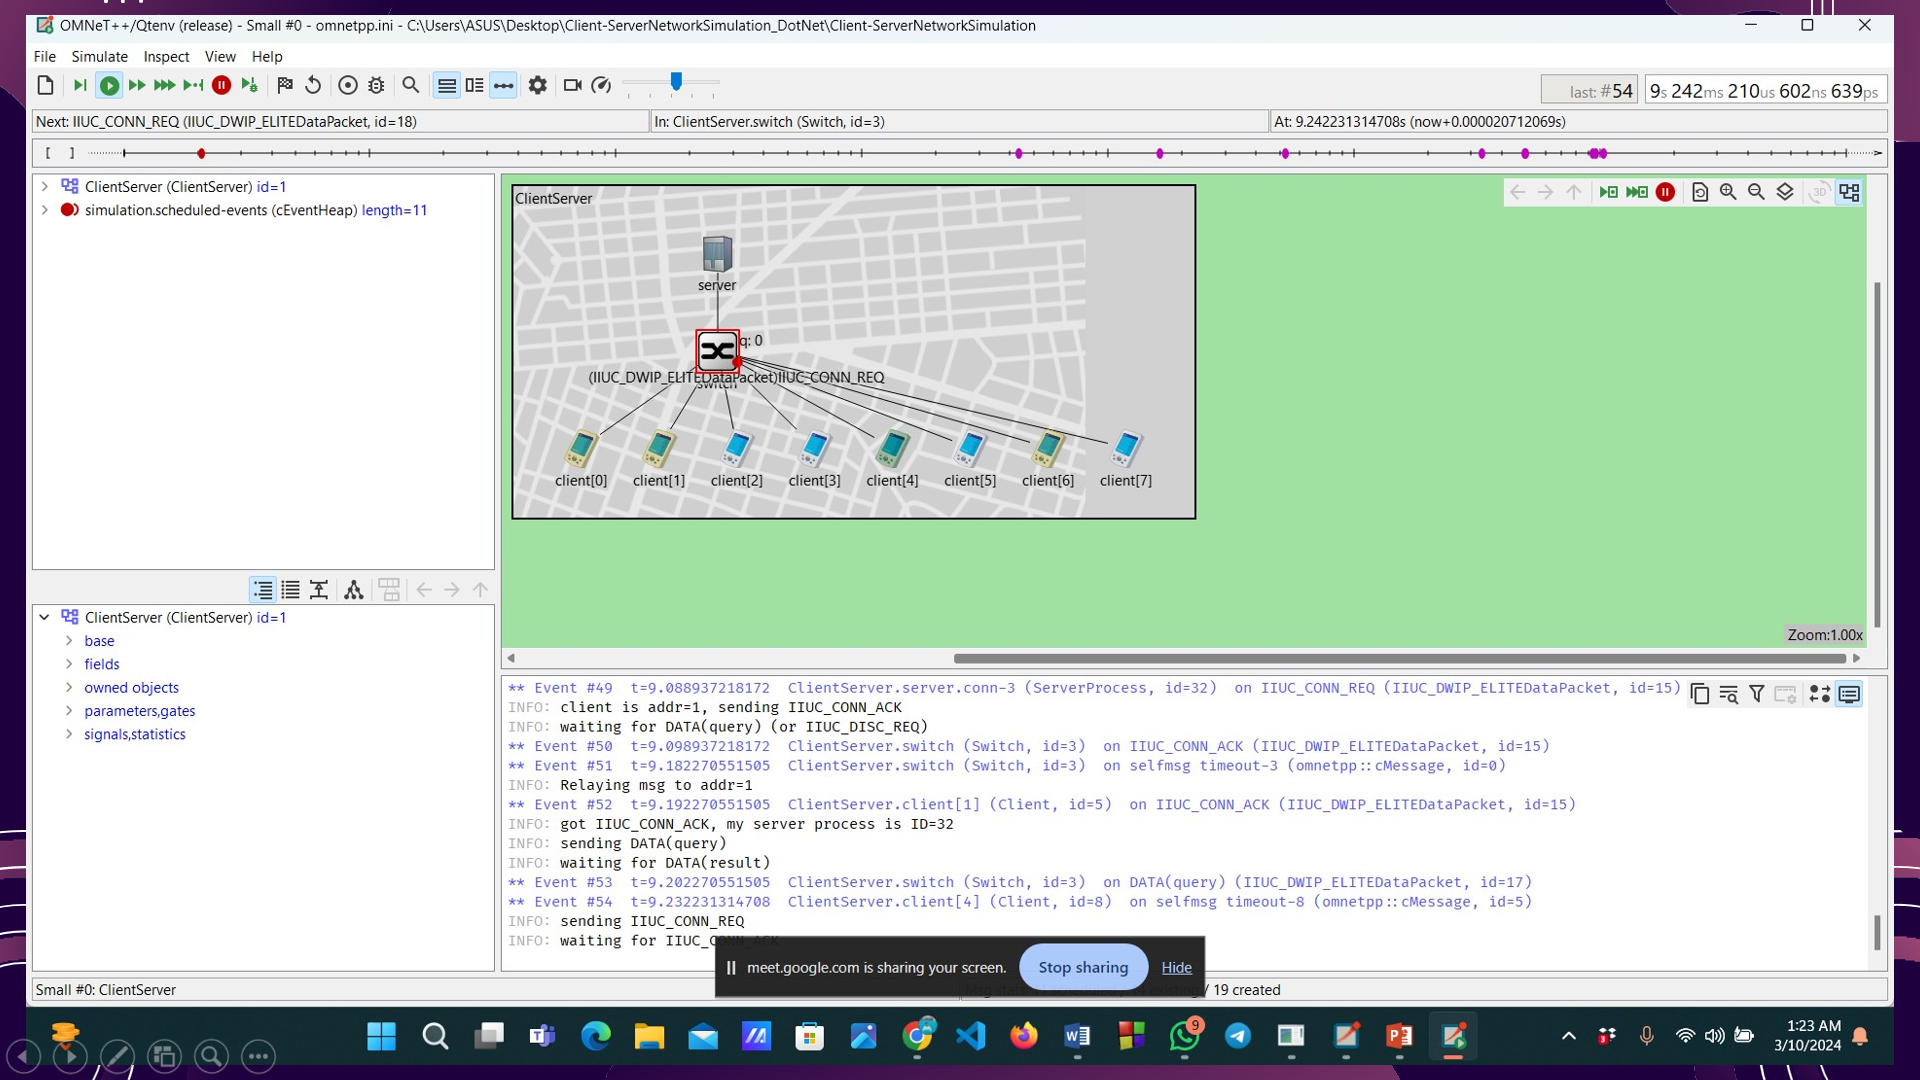 OMNeT++/Qtenv (release) - Small #0 - omnetpp.ini - C:\Users\ASUS\Desktop\Client-ServerNetworkSimulation_DotNet\Client-ServerNetworkSimulation
File Simulate Inspect View Help
last: #54 9s 242ms 210us 602ns 639ps
Next: IIUC_CONN_REQ (IIUC_DWIP_ELITEDataPacket, id=18) In: ClientServer.switch (Switch, id=3) At: 9.242231314708s (now+0.000020712069s)
ClientServer (ClientServer) id=1
simulation.scheduled-events (cEventHeap) length=11
ClientServer
server
q: 0
(IIUC_DWIP_ELITEDataPacket)IIUC_CONN_REQ
switch
client[0] client[1] client[2] client[3] client[4] client[5] client[6] client[7]
3D
Zoom:1.00x
ClientServer (ClientServer) id=1
base
fields
owned objects
parameters,gates
signals,statistics
** Event #49 t=9.088937218172 ClientServer.server.conn-3 (ServerProcess, id=32) on IIUC_CONN_REQ (IIUC_DWIP_ELITEDataPacket, id=15)
INFO: client is addr=1, sending IIUC_CONN_ACK
INFO: waiting for DATA(query) (or IIUC_DISC_REQ)
** Event #50 t=9.098937218172 ClientServer.switch (Switch, id=3) on IIUC_CONN_ACK (IIUC_DWIP_ELITEDataPacket, id=15)
** Event #51 t=9.182270551505 ClientServer.switch (Switch, id=3) on selfmsg timeout-3 (omnetpp::cMessage, id=0)
INFO: Relaying msg to addr=1
** Event #52 t=9.192270551505 ClientServer.client[1] (Client, id=5) on IIUC_CONN_ACK (IIUC_DWIP_ELITEDataPacket, id=15)
INFO: got IIUC_CONN_ACK, my server process is ID=32
INFO: sending DATA(query)
INFO: waiting for DATA(result)
** Event #53 t=9.202270551505 ClientServer.switch (Switch, id=3) on DATA(query) (IIUC_DWIP_ELITEDataPacket, id=17)
** Event #54 t=9.232231314708 ClientServer.client[4] (Client, id=8) on selfmsg timeout-8 (omnetpp::cMessage, id=5)
INFO: sending IIUC_CONN_REQ
INFO: waiting for IIUC_CONN_ACK
meet.google.com is sharing your screen. Stop sharing Hide
Small #0: ClientServer / 19 created
9
3
1:23 AM
3/10/2024